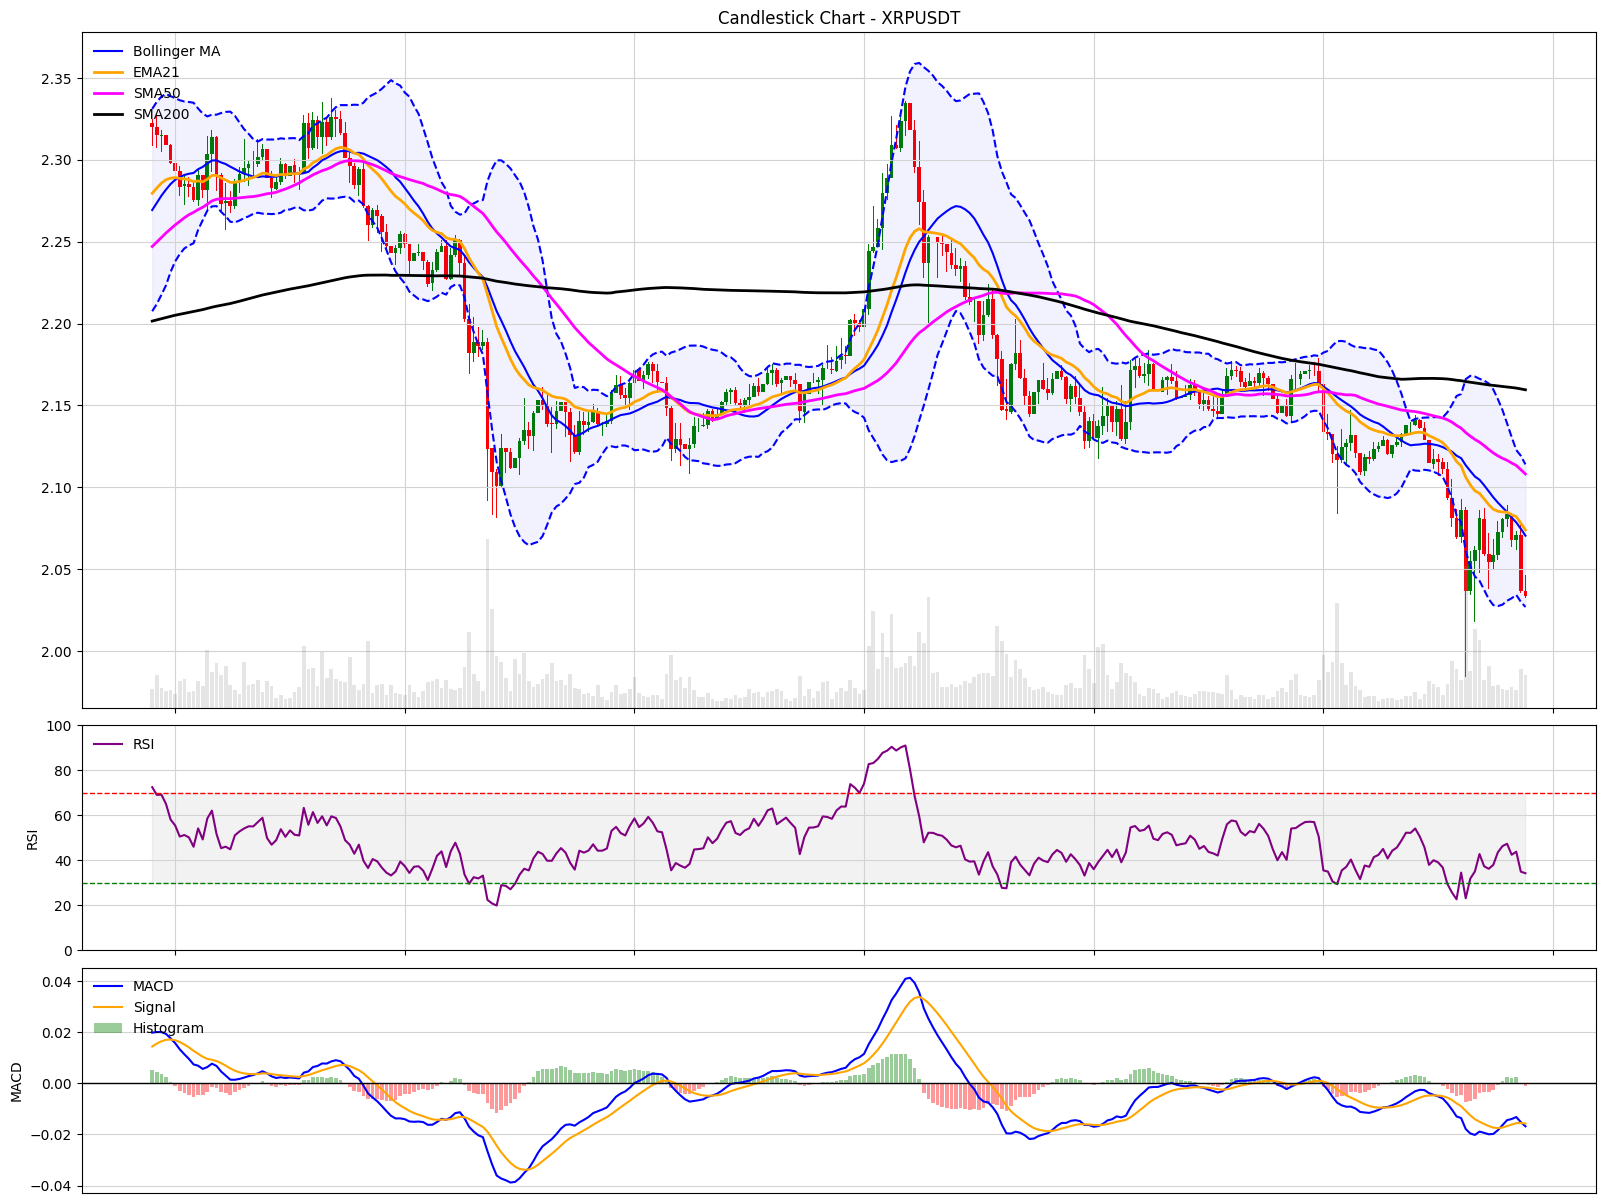 Candlestick Chart - XRPUSDT
Bollinger MA
EMA21
SMA50
SMA200
2.35
2.30
2.25
2.20
2.15
2.10
2.05
2.00
RSI
RSI
100
80
60
40
20
0
MACD
Signal
Histogram
MACD
0.04
0.02
0.00
−0.02
−0.04